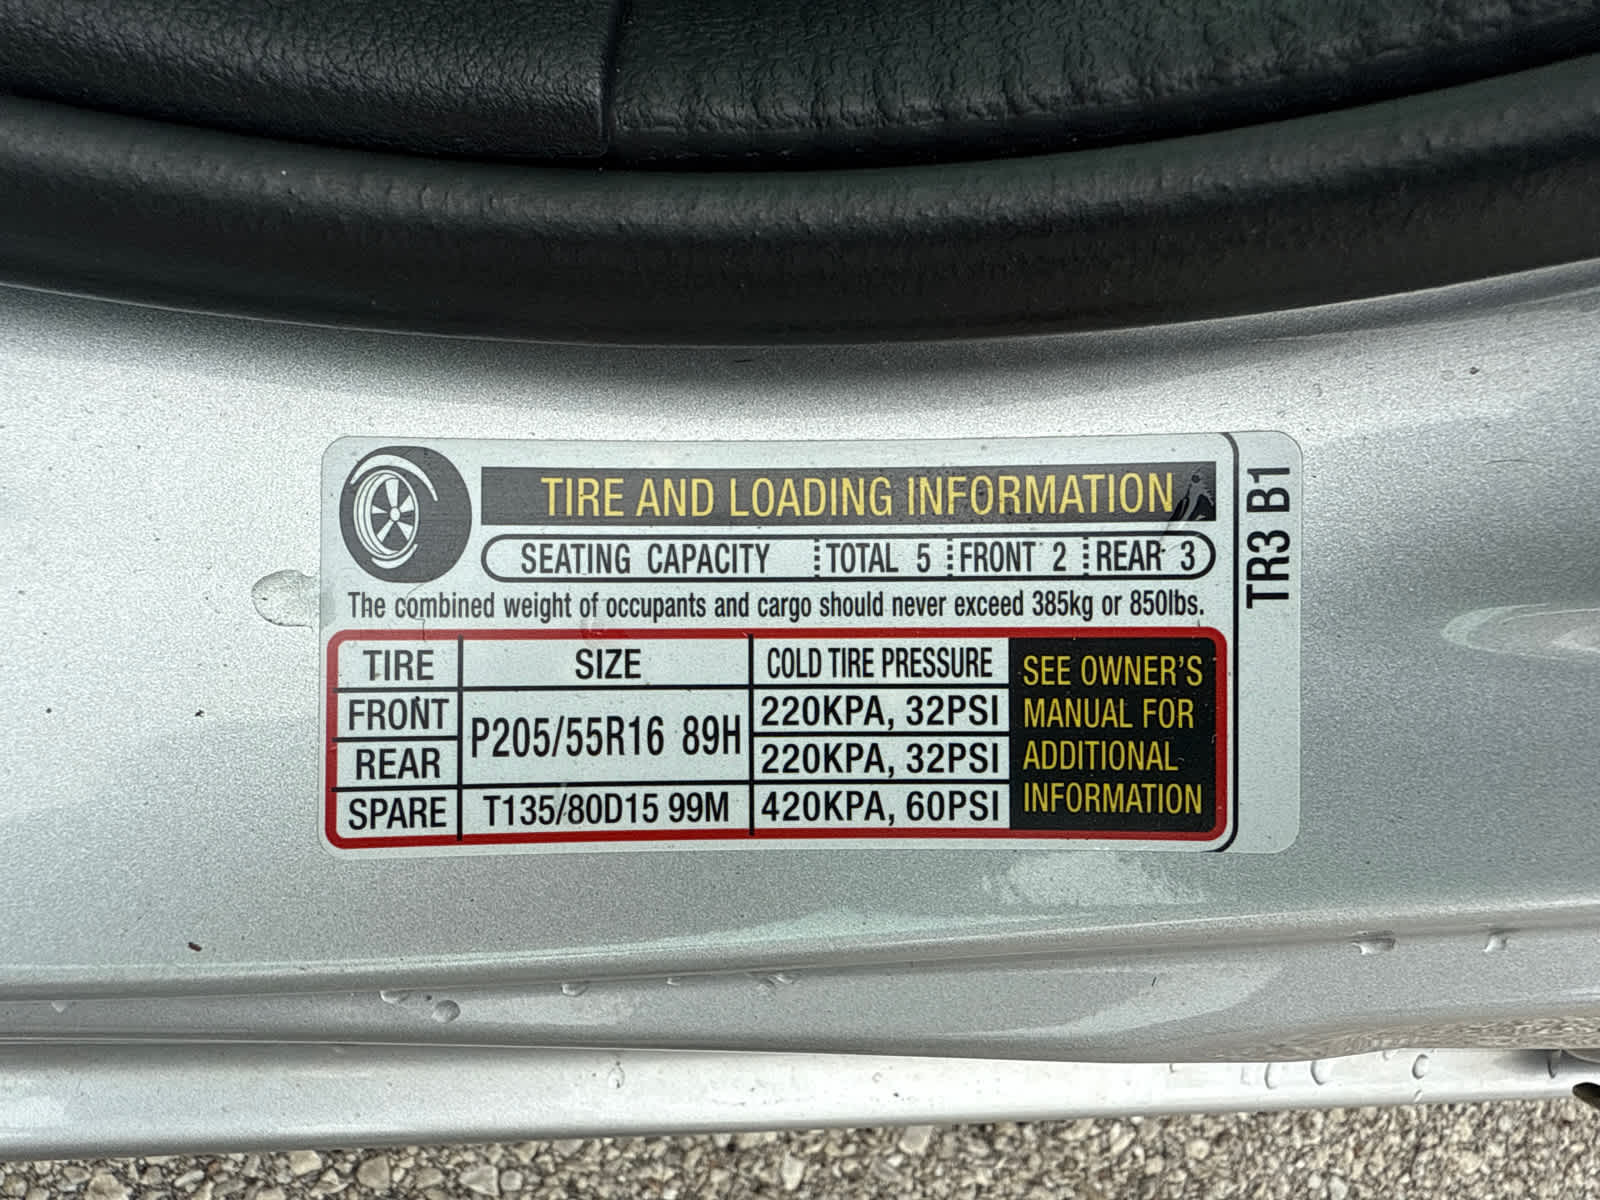 TIRE AND LOADING INFORMATION
SEATING CAPACITY TOTAL 5 FRONT 2 REAR 3
The combined weight of occupants and cargo should never exceed 385kg or 850lbs.
TIRE SIZE COLD TIRE PRESSURE
FRONT P205/55R16 89H 220KPA, 32PSI
REAR 220KPA, 32PSI
SPARE T135/80D15 99M 420KPA, 60PSI
SEE OWNER'S
MANUAL FOR
ADDITIONAL
INFORMATION
TR3 B1